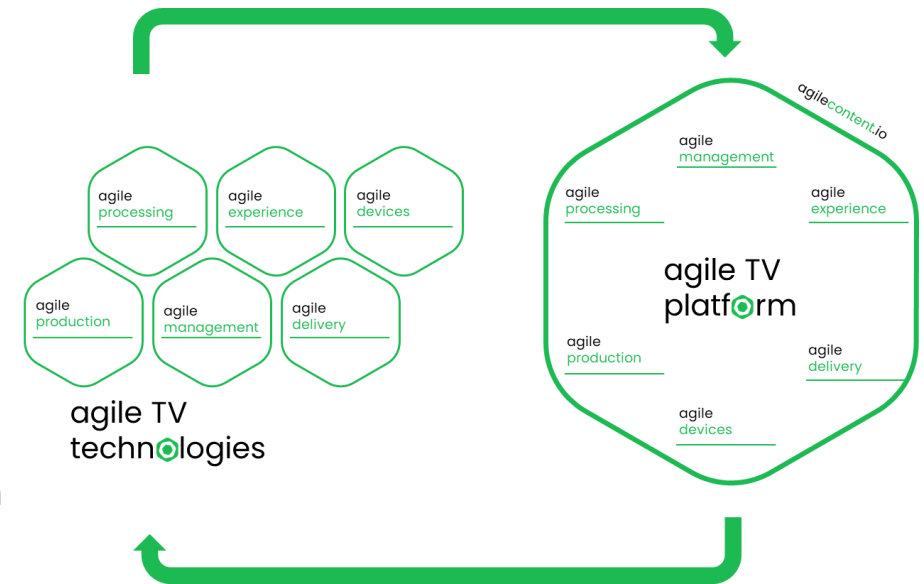 agile
processing
agile
experience
agile
devices
agile
production
agile
management
agile
delivery
agile TV
technologies
agilecontent.io
agile
management
agile
processing
agile
experience
agile TV
platform
agile
production
agile
delivery
agile
devices